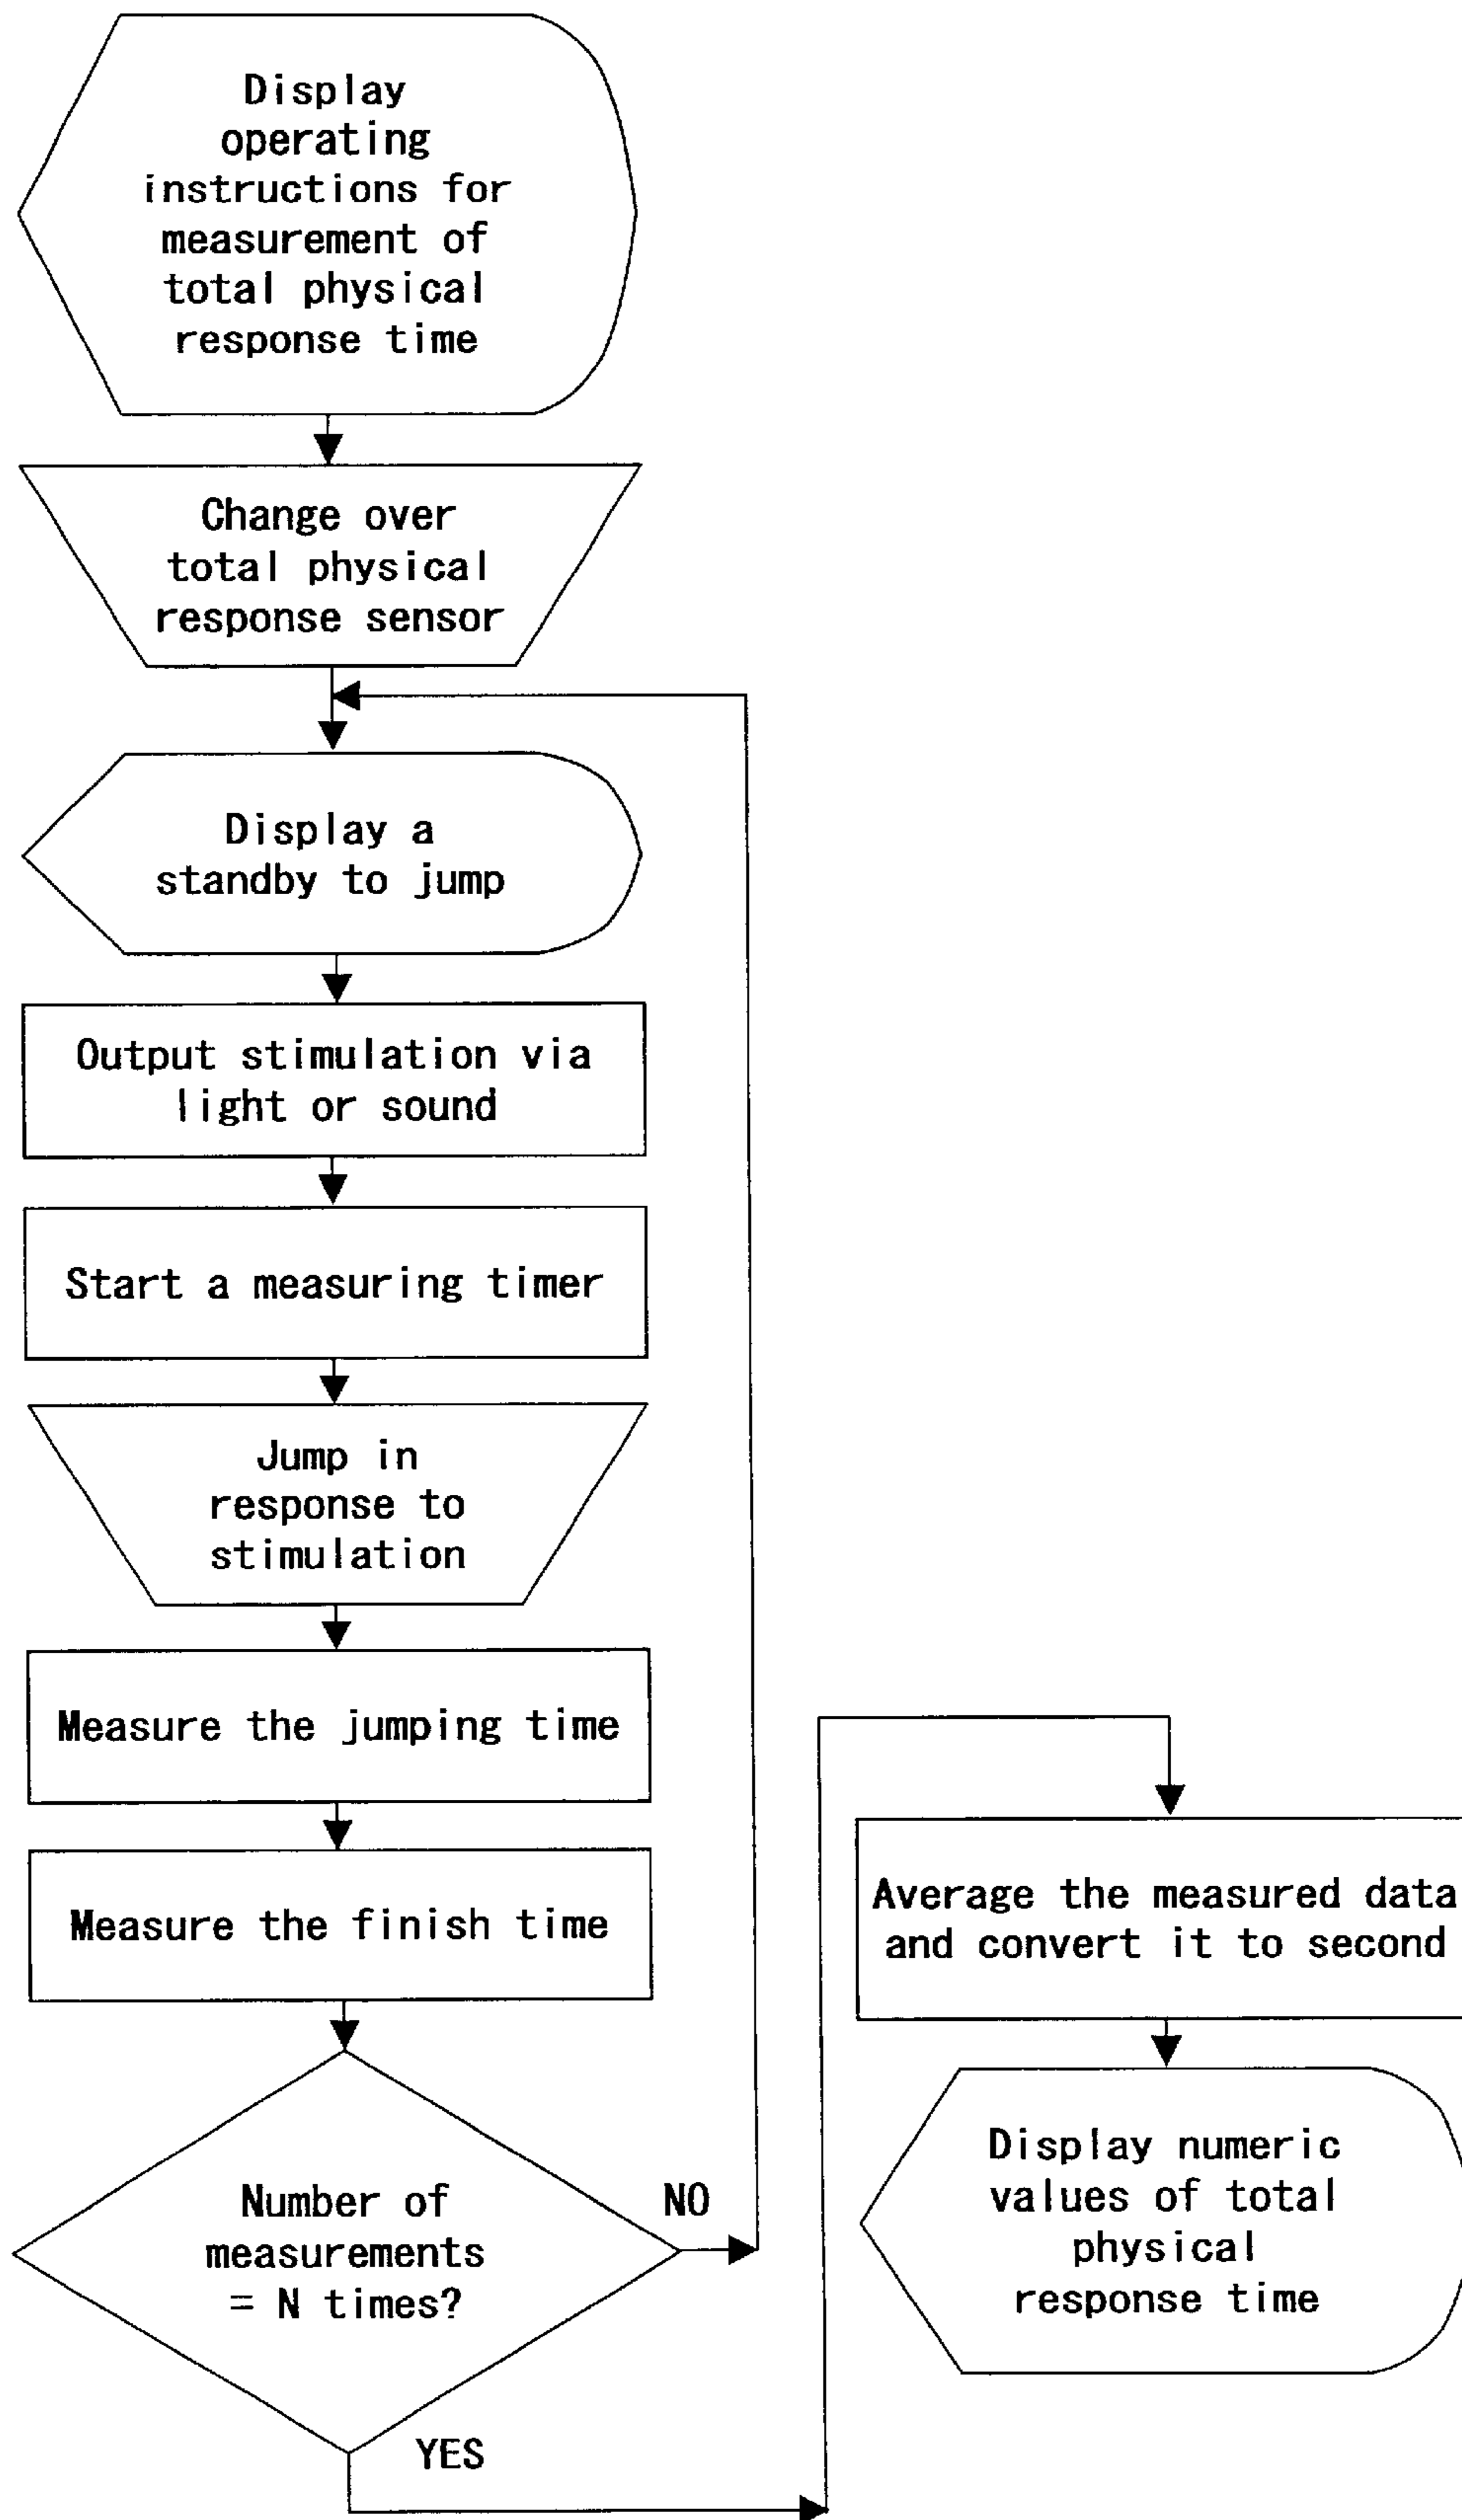 Display
operating
instructions for
measurement of
total physical
response time
Change over
total physical
response sensor
Display a
standby to jump
Output stimulation via
light or sound
Start a measuring timer
Jump in
response to
stimulation
Measure the jumping time
Measure the finish time
Number of
measurements
= N times?
NO
YES
Average the measured data
and convert it to second
Display numeric
values of total
physical
response time